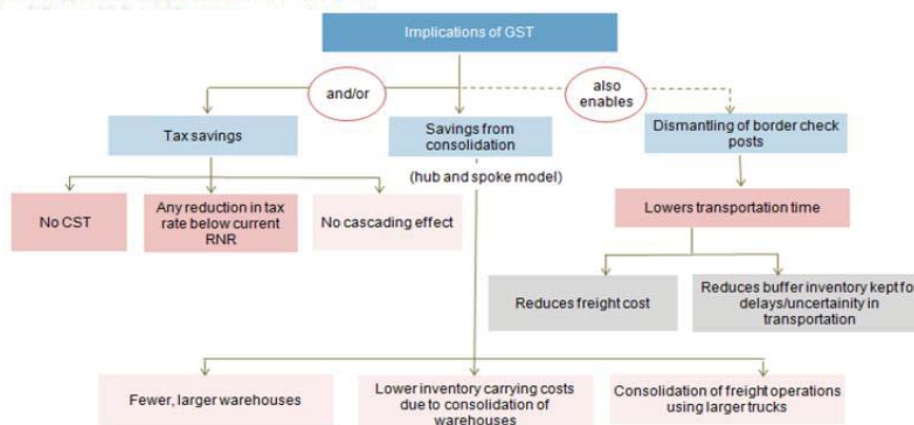 Implications of GST
and/or
also
enables
Tax savings
Savings from
consolidation
Dismantling of border check
posts
(hub and spoke model)
No CST
Any reduction in tax
rate below current
RNR
No cascading effect
Lowers transportation time
Reduces freight cost
Reduces buffer inventory kept fo
delays/uncertainity in
transportation
Fewer, larger warehouses
Lower inventory carrying costs
due to consolidation of
warehouses
Consolidation of freight operations
using larger trucks